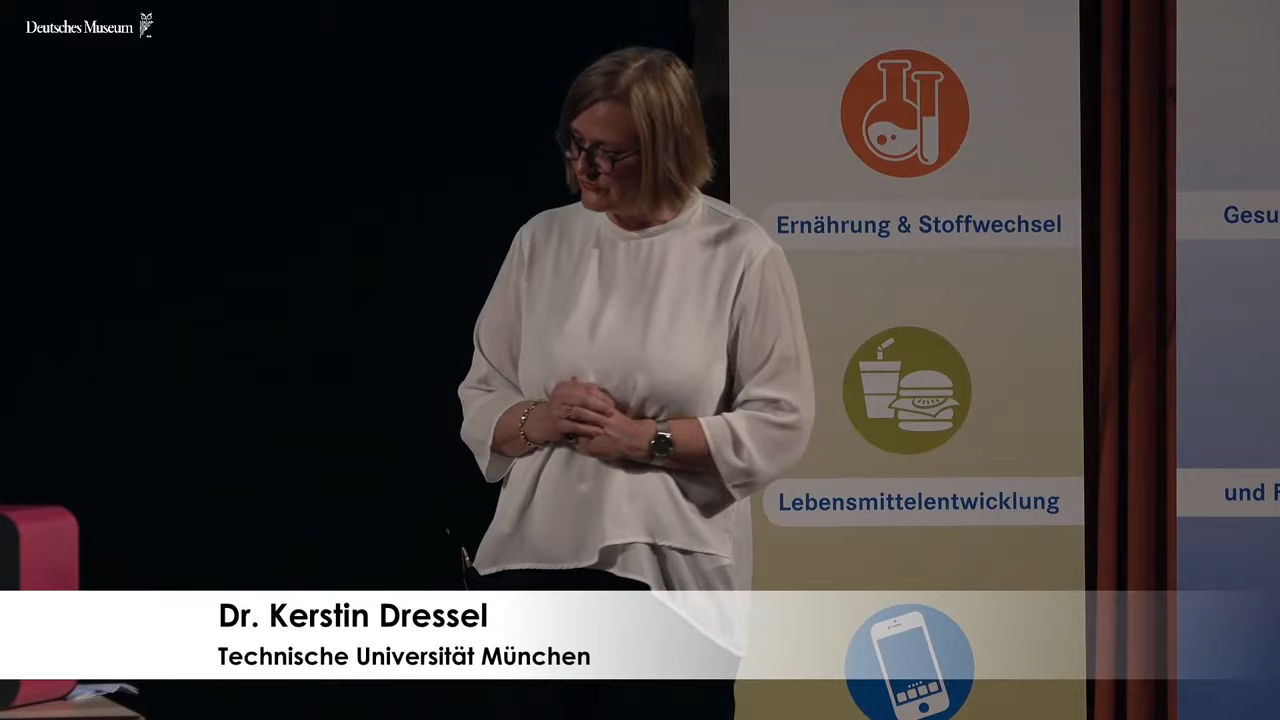 Deutsches Museum
Ernährung & Stoffwechsel
Gesu
Lebensmittelentwicklung
und F
Dr. Kerstin Dressel
Technische Universität München